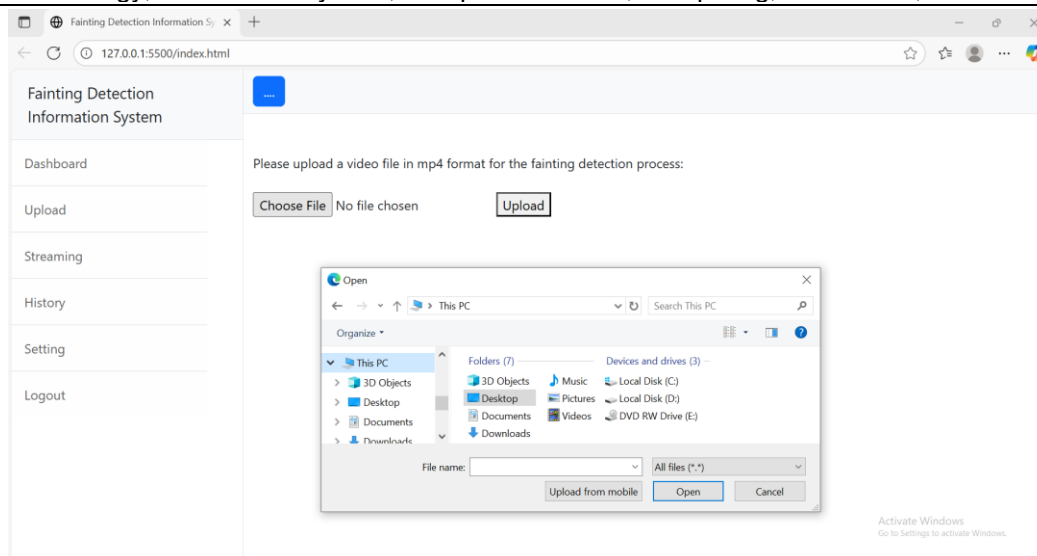 Fainting Detection Information Sy
127.0.0.1:5500/index.html
Fainting Detection
Information System
....
Dashboard
Upload
Streaming
History
Setting
Logout
Please upload a video file in mp4 format for the fainting detection process:
Choose File No file chosen Upload
Open
This PC Search This PC
Organize
This PC
3D Objects
Desktop
Documents
Downloads
Folders (7) Devices and drives (3)
3D Objects Music Local Disk (C:)
Desktop Pictures Local Disk (D:)
Documents Videos DVD RW Drive (E:)
Downloads
File name: All files (*.*)
Upload from mobile Open Cancel
Activate Windows
Go to Settings to activate Windows.